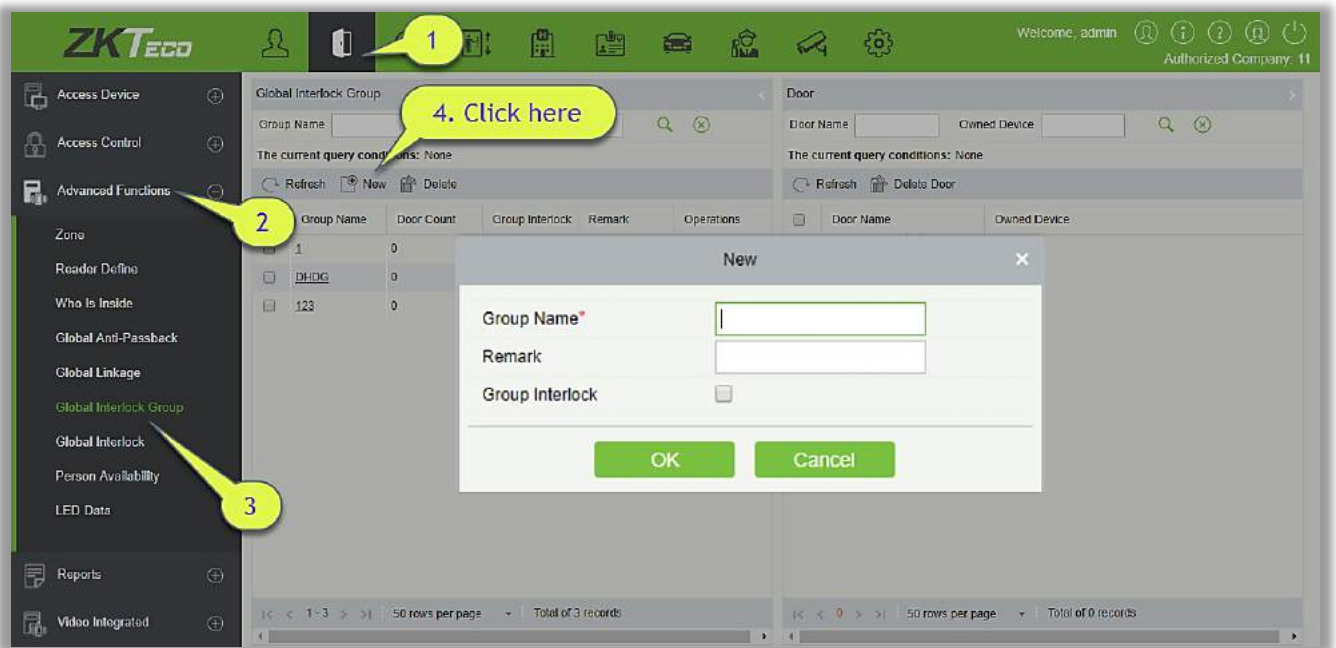 ZKTECO
Welcome, admin
Authorized Company: 11
1
Access Device
Access Control
Advanced Functions
2
Zone
Reader Define
Who Is Inside
Global Anti-Passback
Global Linkage
Global Interlock Group
Global Interlock
Person Availability
LED Data
3
Reports
Video Integrated
Global Interlock Group
Group Name
4. Click here
The current query conditions: None
Refresh New Delete
Group Name Door Count Group Interlock Remark Operations
1 0
DHDG 0
123 0
1-3 50 rows per page Total of 3 records
Door
Door Name Owned Device
The current query conditions: None
Refresh Delete Door
Door Name Owned Device
0 50 rows per page Total of 0 records
New
Group Name*
Remark
Group Interlock
OK Cancel